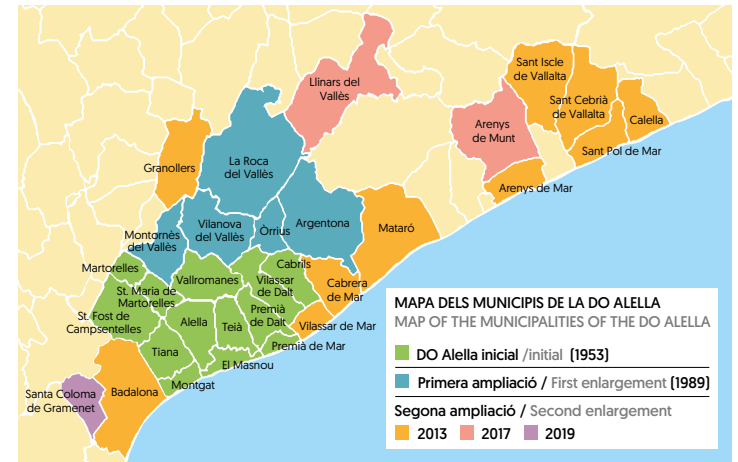 Sant Iscle
de Vallalta
Llinars del
Vallès
Sant Cebrià
de Vallalta
Calella
Arenys
de Munt
Sant Pol de Mar
Granollers
La Roca
del Vallès
Arenys de Mar
Montornès
del Vallès
Vilanova
del Vallès
Òrrius
Argentona
Mataró
Martorelles
Vallromanes
Cabrils
Vilassar
de Dalt
Cabrera
de Mar
St. Maria de
Martorelles
St. Fost de
Campsentelles
Alella
Teià
Premià
de Dalt
Vilassar de Mar
Tiana
Premià de Mar
El Masnou
Montgat
Santa Coloma
de Gramenet
Badalona
MAPA DELS MUNICIPIS DE LA DO ALELLA
MAP OF THE MUNICIPALITIES OF THE DO ALELLA
DO Alella inicial /initial (1953)
Primera ampliació / First enlargement (1989)
Segona ampliació / Second enlargement
2013 2017 2019